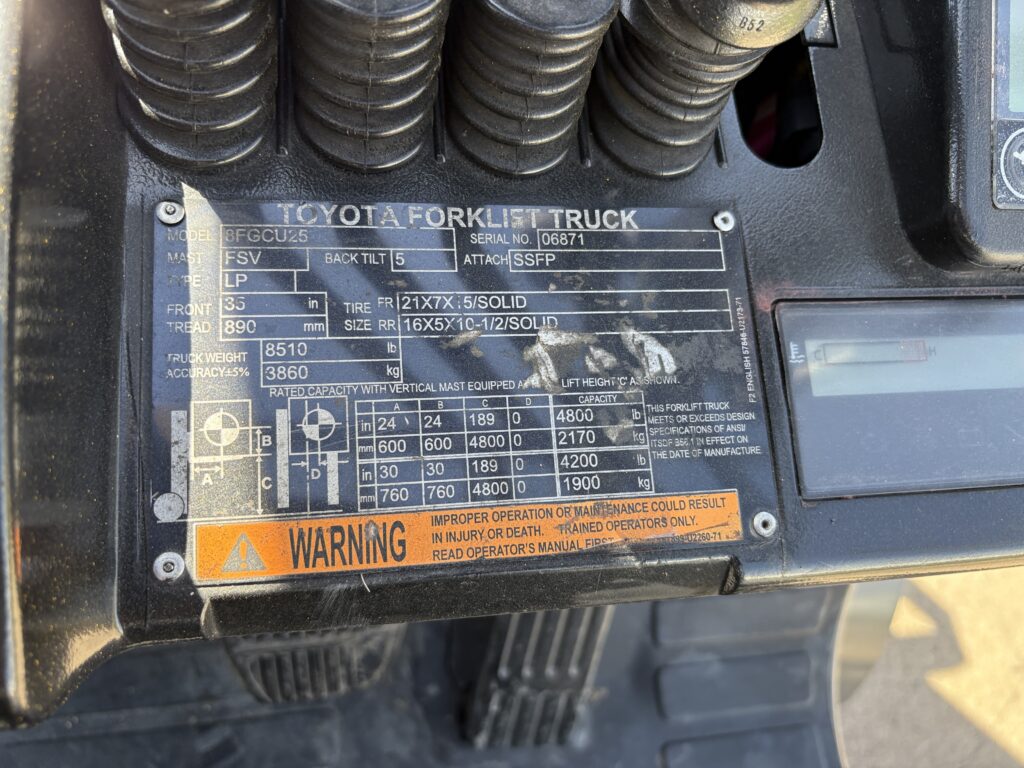 B52
TOYOTA FORKLIFT TRUCK
MODEL 8FGCU25 SERIAL NO. 06871
MAST FSV BACK TILT 5 ATTACH SSFP
TYPE LP
FRONT 35 in TIRE FR 21X7X15/SOLID
TREAD 890 mm SIZE RR 16X5X10-1/2/SOLID
TRUCK WEIGHT 8510 lb
ACCURACY±5% 3860 kg
RATED CAPACITY WITH VERTICAL MAST EQUIPPED LIFT HEIGHT 'C' AS SHOWN.
A B C D CAPACITY
in 24 24 189 0 4800 lb
mm 600 600 4800 0 2170 kg
in 30 30 189 0 4200 lb
mm 760 760 4800 0 1900 kg
THIS FORKLIFT TRUCK
MEETS OR EXCEEDS DESIGN
SPECIFICATIONS OF ANSI/
ITSDF B56.1 IN EFFECT ON
THE DATE OF MANUFACTURE.
A B C D
F2 ENGLISH 57846-U2173-71
WARNING
IMPROPER OPERATION OR MAINTENANCE COULD RESULT
IN INJURY OR DEATH. TRAINED OPERATORS ONLY.
READ OPERATOR'S MANUAL FIRST
U2260-71
H